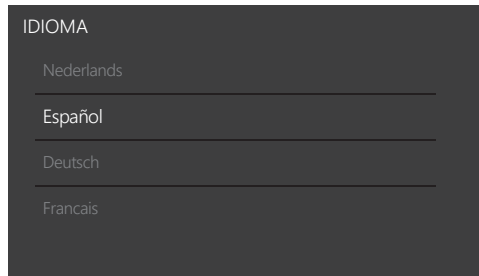 IDIOMA
Nederlands
Español
Deutsch
Francais